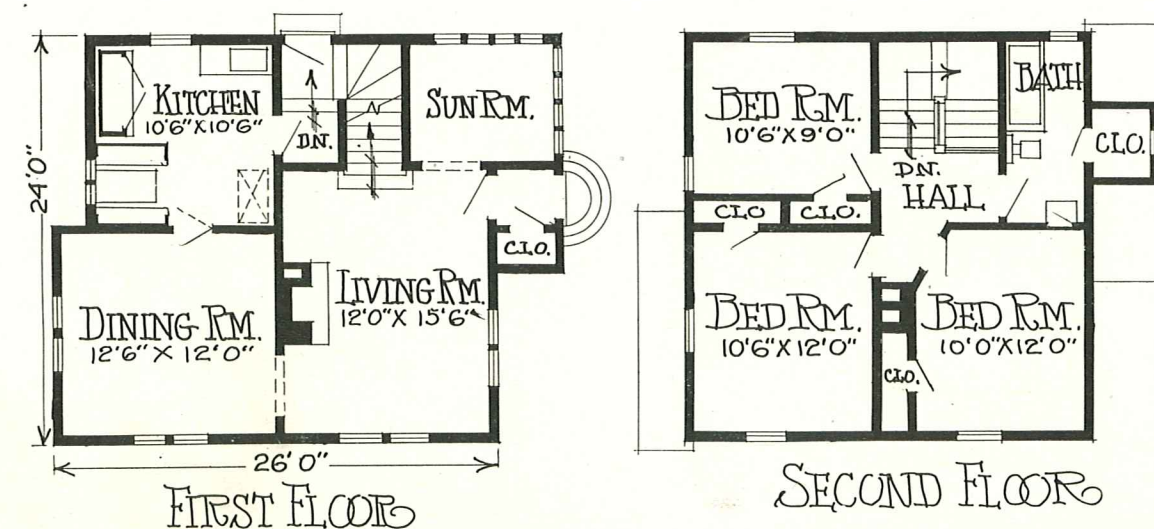 KITCHEN
10'6"X10'6"
DN.
SUN RM.
24'0"
CLO.
LIVING RM.
12'0"X 15'6"
DINING RM.
12'6"X 12'0"
26'0"
FIRST FLOOR
BED RM.
10'6"X9'0"
BATH
CLO.
DN.
HALL
CLO
CLO.
BED RM.
10'6"X12'0"
BED RM.
10'0"X12'0"
CLO.
SECOND FLOOR